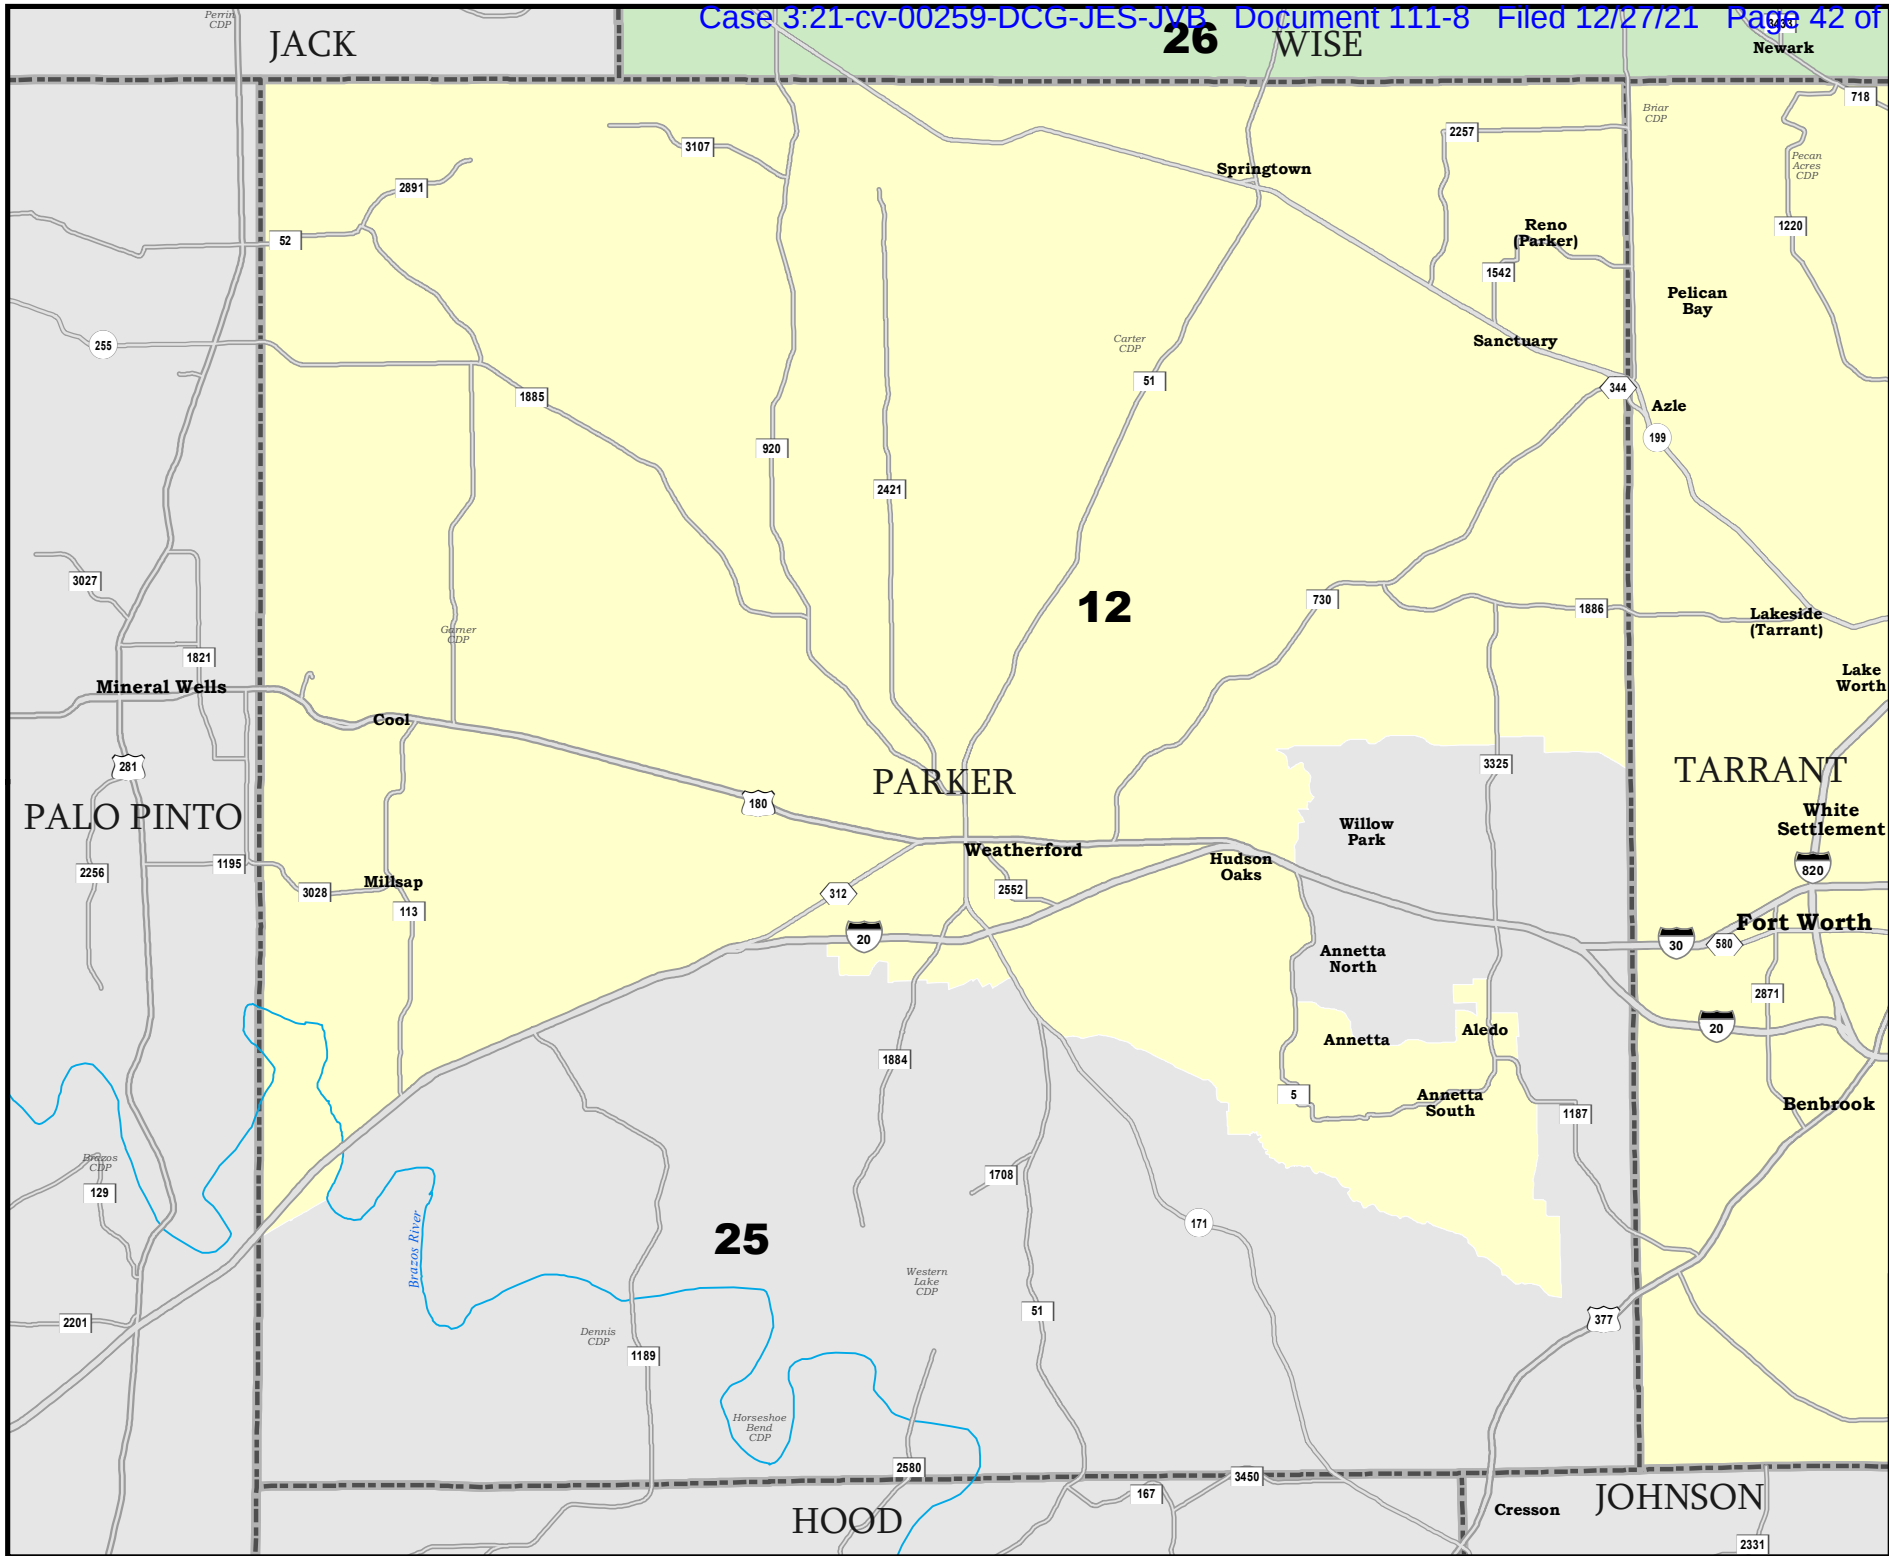 Case 3:21-cv-00259-DCG-JES-JVB Document 111-8 Filed 12/27/21 Page 42 of
Perrin
CDP
JACK
26
WISE
Newark
718
Briar
CDP
2257
3107
Pecan
Acres
CDP
Springtown
2891
Reno
(Parker)
1220
52
1542
Pelican
Bay
255
Carter
CDP
Sanctuary
51
344
1885
Azle
199
920
2421
3027
12
730
1886
Lakeside
(Tarrant)
Garner
CDP
1821
Lake
Worth
Mineral Wells
Cool
281
3325
TARRANT
PARKER
180
PALO PINTO
White
Settlement
Willow
Park
Weatherford
Hudson
Oaks
1195
2256
820
Millsap
3028
312
2552
113
Fort Worth
20
30
580
Annetta
North
2871
20
Annetta
Aledo
1884
5
Annetta
South
1187
Benbrook
Brazos
CDP
129
1708
171
25
Brazos River
Western
Lake
CDP
51
377
2201
Dennis
CDP
1189
Horseshoe
Bend
CDP
2580
3450
167
JOHNSON
Cresson
HOOD
2331